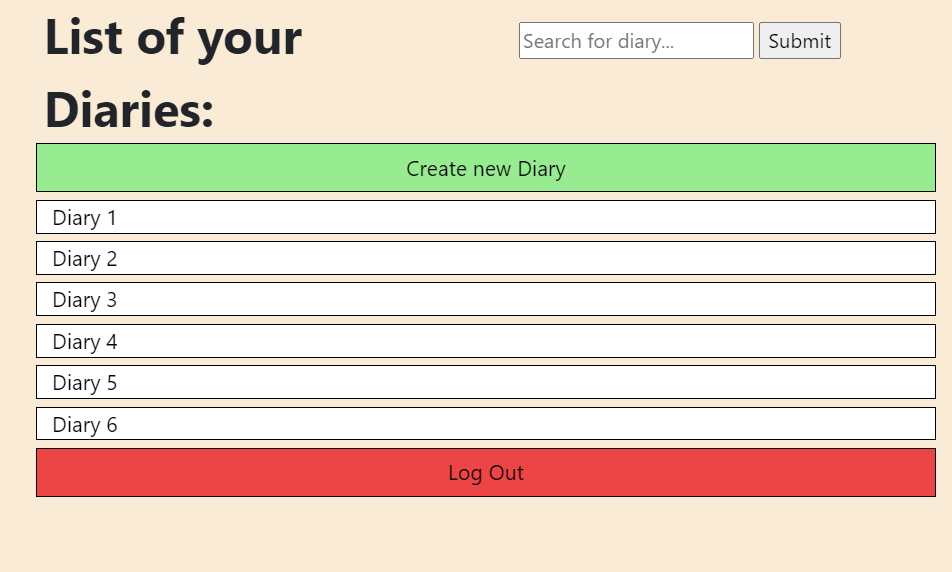 List of your
Diaries:
Search for diary...
Submit
Create new Diary
Diary 1
Diary 2
Diary 3
Diary 4
Diary 5
Diary 6
Log Out